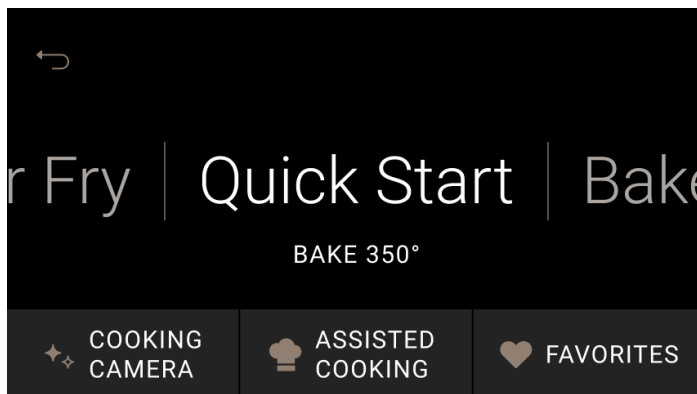 r Fry
Quick Start
Bake
BAKE 350°
COOKING
CAMERA
ASSISTED
COOKING
FAVORITES